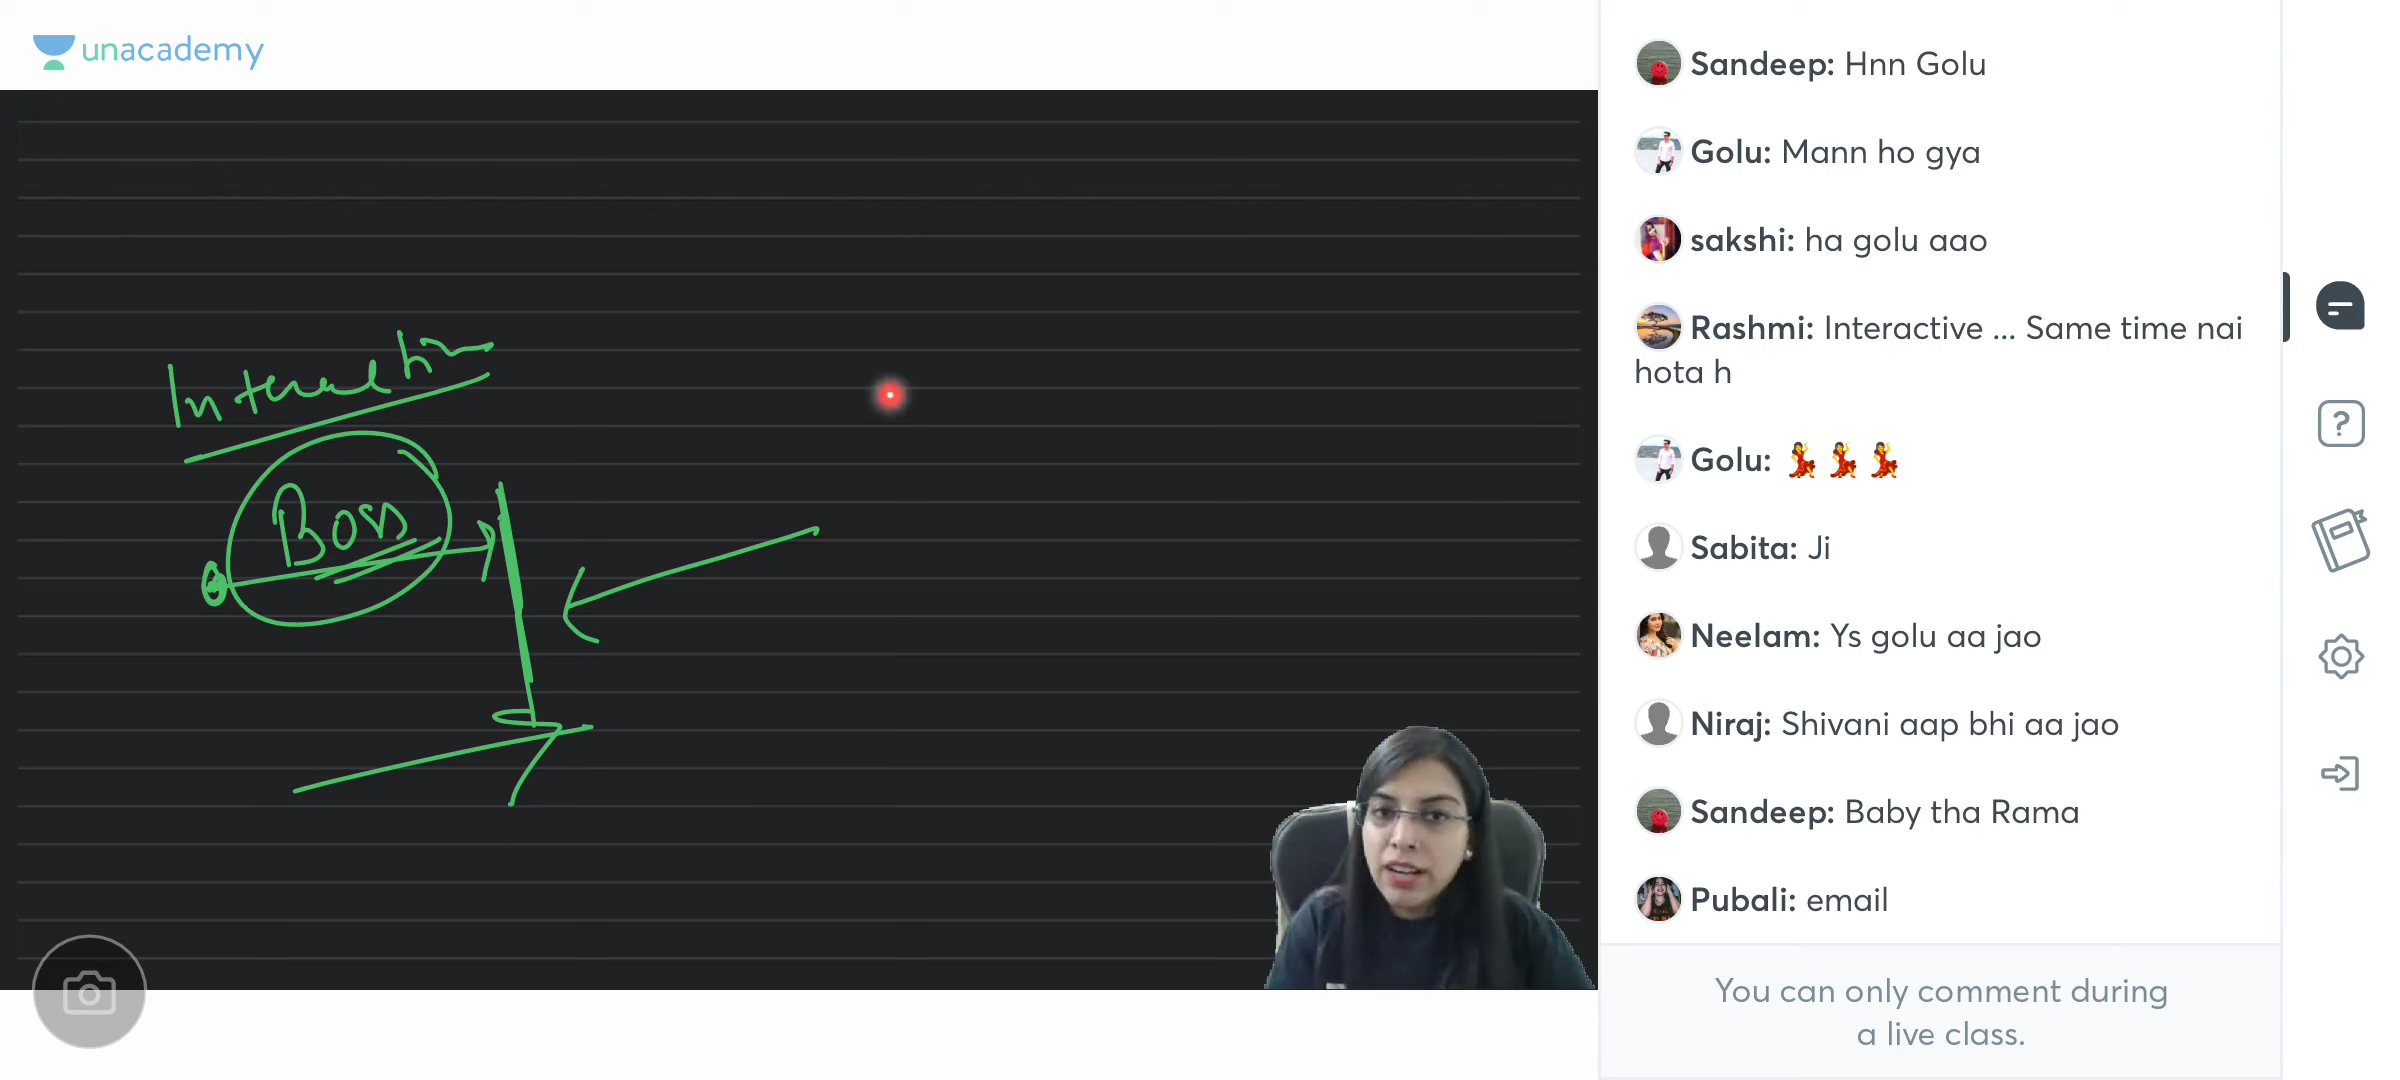 unacademy
Interactive
Boss
Sandeep: Hnn Golu
Golu: Mann ho gya
sakshi: ha golu aao
Rashmi: Interactive ... Same time nai
hota h
Golu: 💃💃💃
Sabita: Ji
Neelam: Ys golu aa jao
Niraj: Shivani aap bhi aa jao
Sandeep: Baby tha Rama
Pubali: email
You can only comment during
a live class.
?